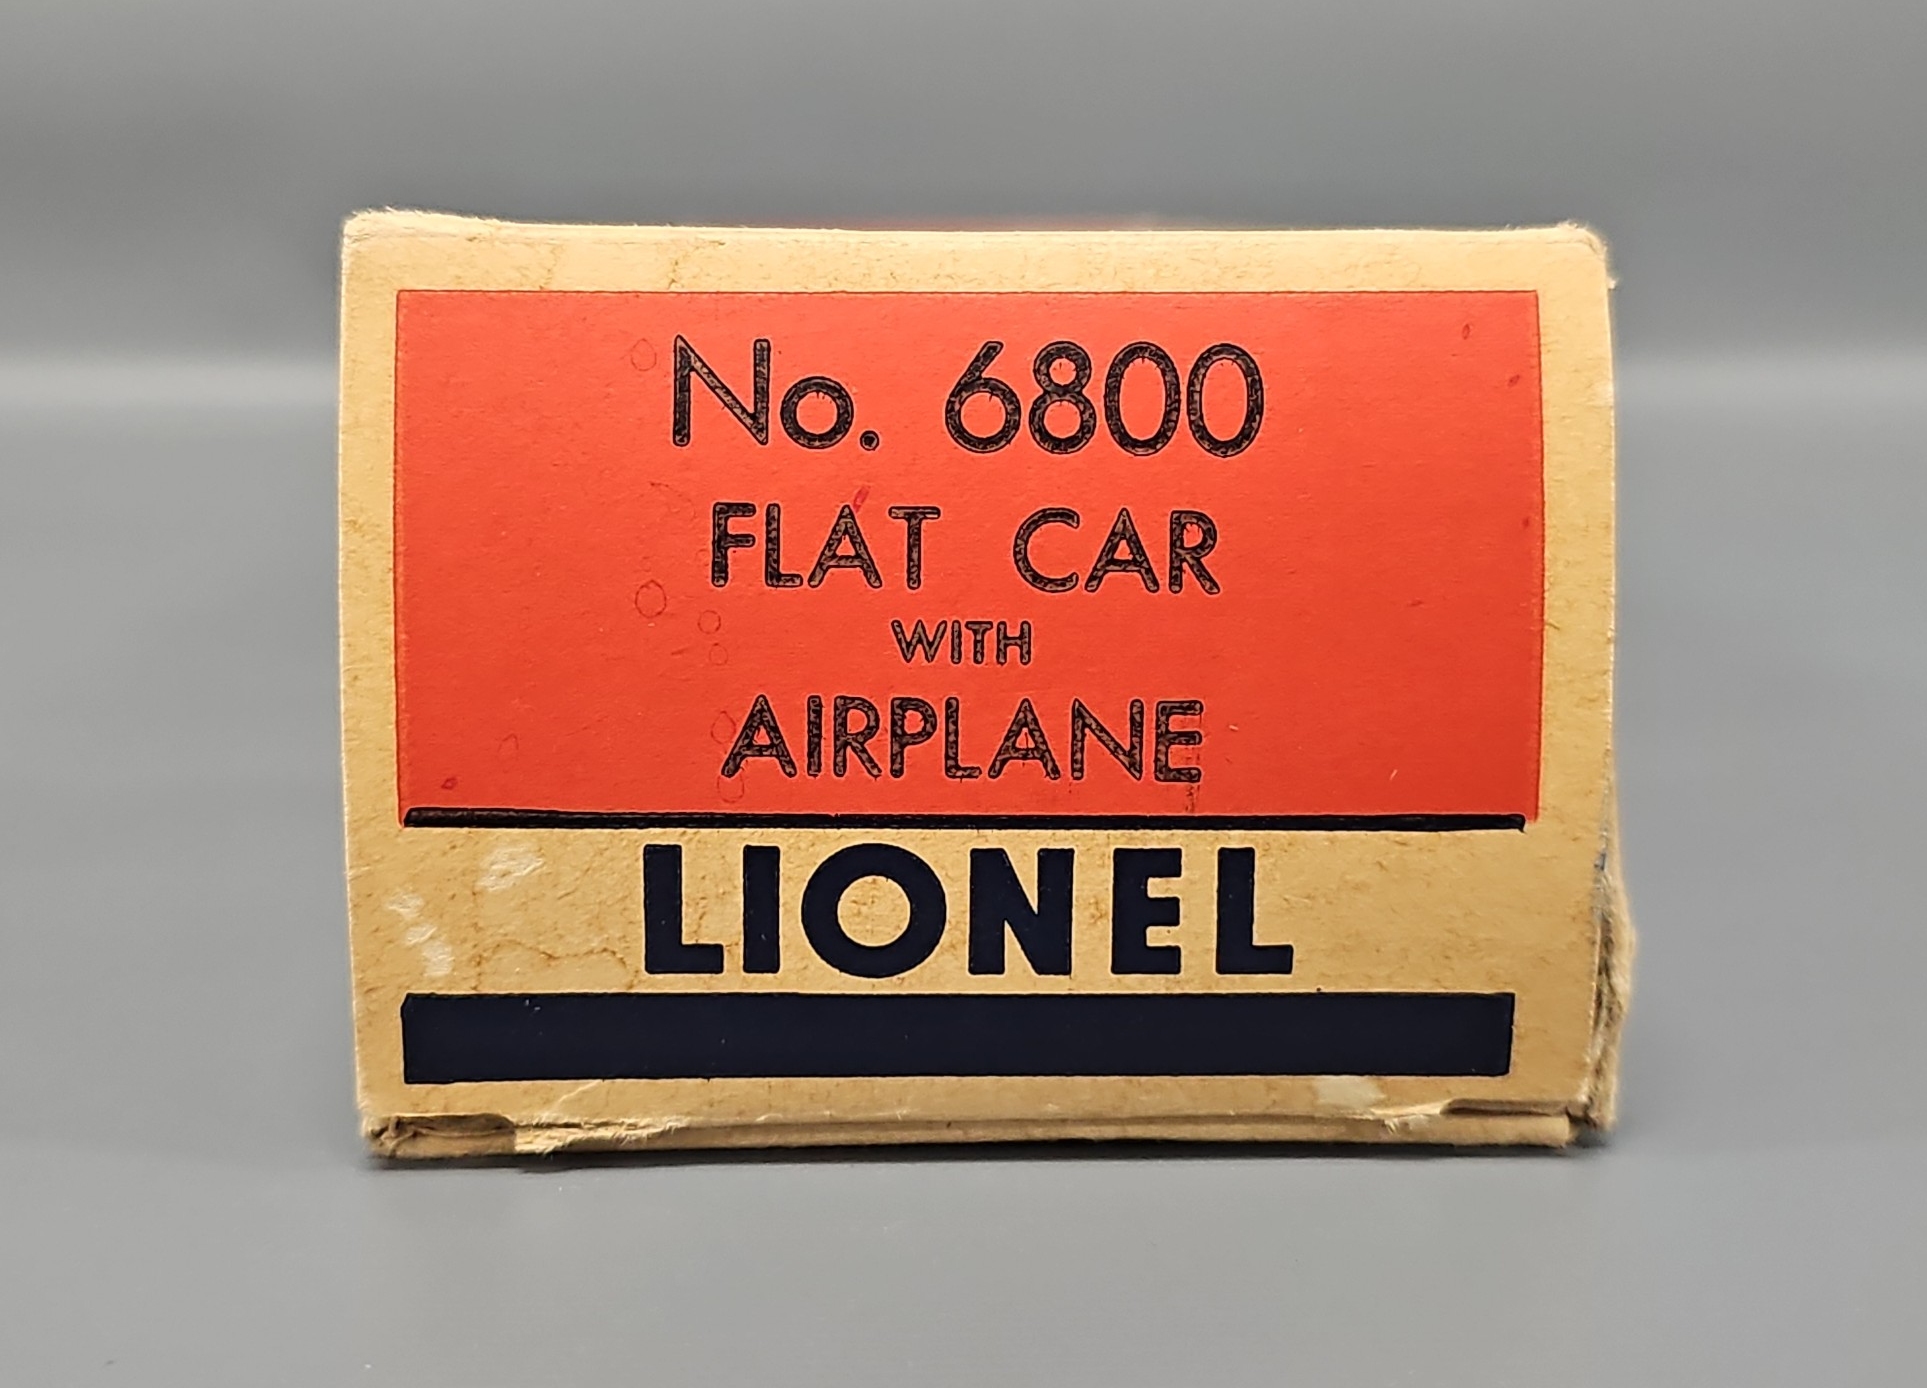 No. 6800
FLAT CAR
WITH
AIRPLANE
LIONEL